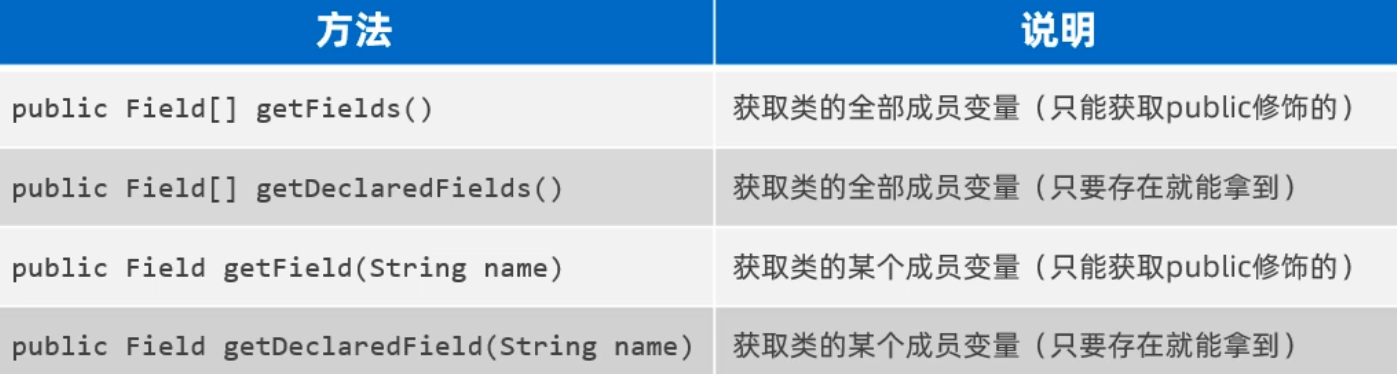 方法 说明
public Field[] getFields() 获取类的全部成员变量（只能获取public修饰的）
public Field[] getDeclaredFields() 获取类的全部成员变量（只要存在就能拿到）
public Field getField(String name) 获取类的某个成员变量（只能获取public修饰的）
public Field getDeclaredField(String name) 获取类的某个成员变量（只要存在就能拿到）